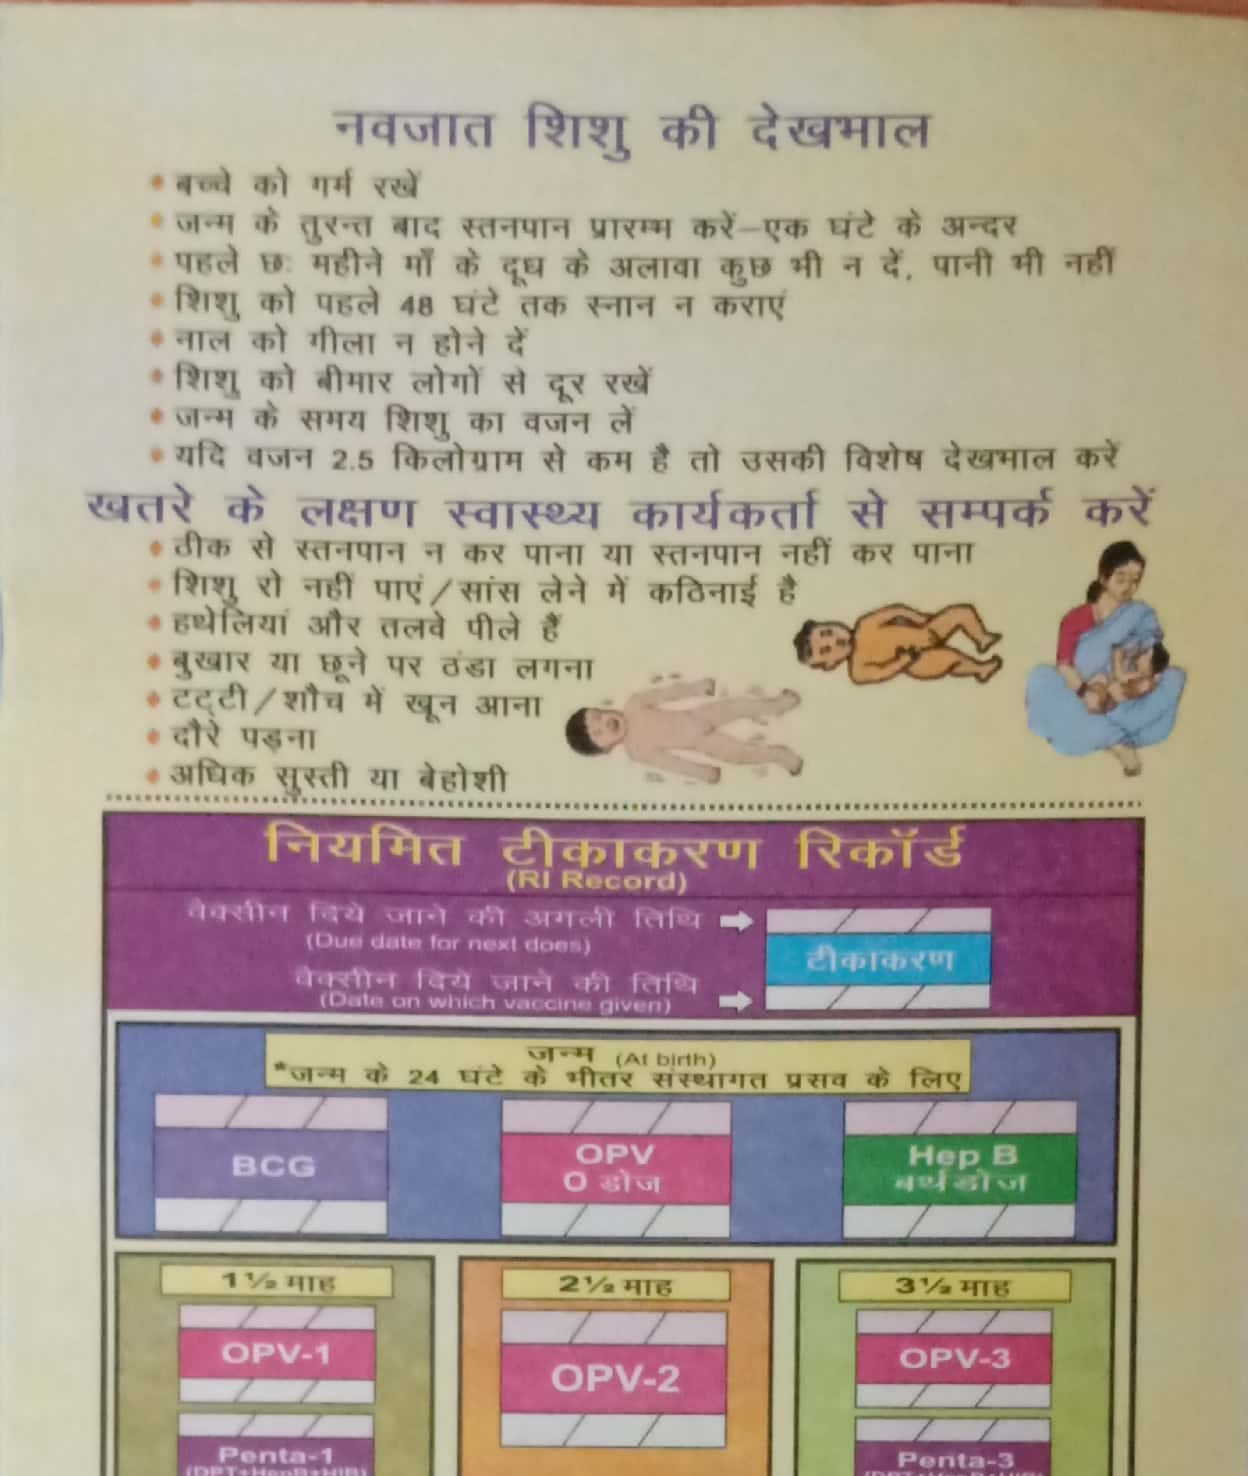 नवजात शिशु की देखभाल
बच्चे को गर्म रखें
जन्म के तुरन्त बाद स्तनपान प्रारम्भ करें–एक घंटे के अन्दर
पहले छः महीने माँ के दूध के अलावा कुछ भी न दें, पानी भी नहीं
शिशु को पहले 48 घंटे तक स्नान न कराएं
नाल को गीला न होने दें
शिशु को बीमार लोगों से दूर रखें
जन्म के समय शिशु का वजन लें
यदि वजन 2.5 किलोग्राम से कम है तो उसकी विशेष देखभाल करें
खतरे के लक्षण स्वास्थ्य कार्यकर्ता से सम्पर्क करें
ठीक से स्तनपान न कर पाना या स्तनपान नहीं कर पाना
शिशु रो नहीं पाएं/सांस लेने में कठिनाई है
हथेलियां और तलवे पीले हैं
बुखार या छूने पर ठंडा लगना
टट्टी/शौच में खून आना
दौरे पड़ना
अधिक सुस्ती या बेहोशी
नियमित टीकाकरण रिकॉर्ड
(RI Record)
वैक्सीन दिये जाने की अगली तिथि
(Due date for next does)
टीकाकरण
वैक्सीन दिये जाने की तिथि
(Date on which vaccine given)
जन्म (At birth)
*जन्म के 24 घंटे के भीतर संस्थागत प्रसव के लिए
BCG
OPV
0 डोज
Hep B
बर्थडोज
1½ माह
2½ माह
3½ माह
OPV-1
OPV-2
OPV-3
Penta-1
(DPT+HepB+HIB)
Penta-3